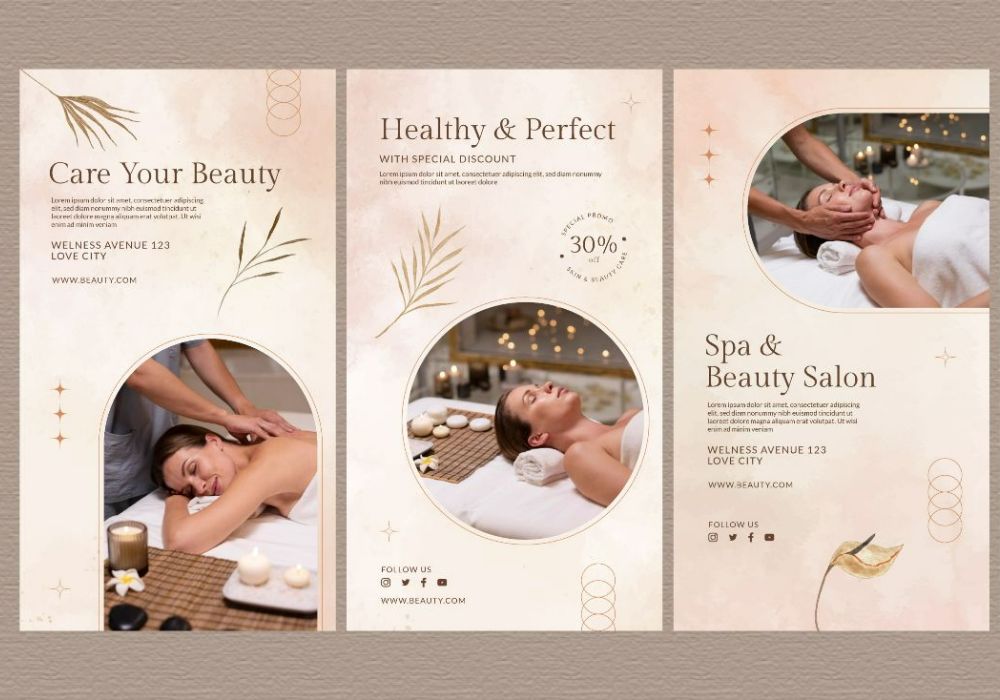 Care Your Beauty
Lorem ipsum dolor sit amet, consectetuer adipiscing
elit, sed diam nonummy nibh euismod tincidunt ut
laoreet dolore magna aliquam erat volutpat. Ut wisi
enim ad minim veniam
WELNESS AVENUE 123
LOVE CITY
WWW.BEAUTY.COM
Healthy & Perfect
WITH SPECIAL DISCOUNT
Lorem ipsum dolor sit amet, consectetuer adipiscing elit, sed diam nonummy
nibh euismod tincidunt ut laoreet dolore
SPECIAL PROMO
30%
off
SKIN & BEAUTY CARE
FOLLOW US
WWW.BEAUTY.COM
Spa &
Beauty Salon
Lorem ipsum dolor sit amet, consectetuer adipiscing
elit, sed diam nonummy nibh euismod tincidunt ut
laoreet dolore magna aliquam erat volutpat. Ut wisi
enim ad minim veniam
WELNESS AVENUE 123
LOVE CITY
WWW.BEAUTY.COM
FOLLOW US